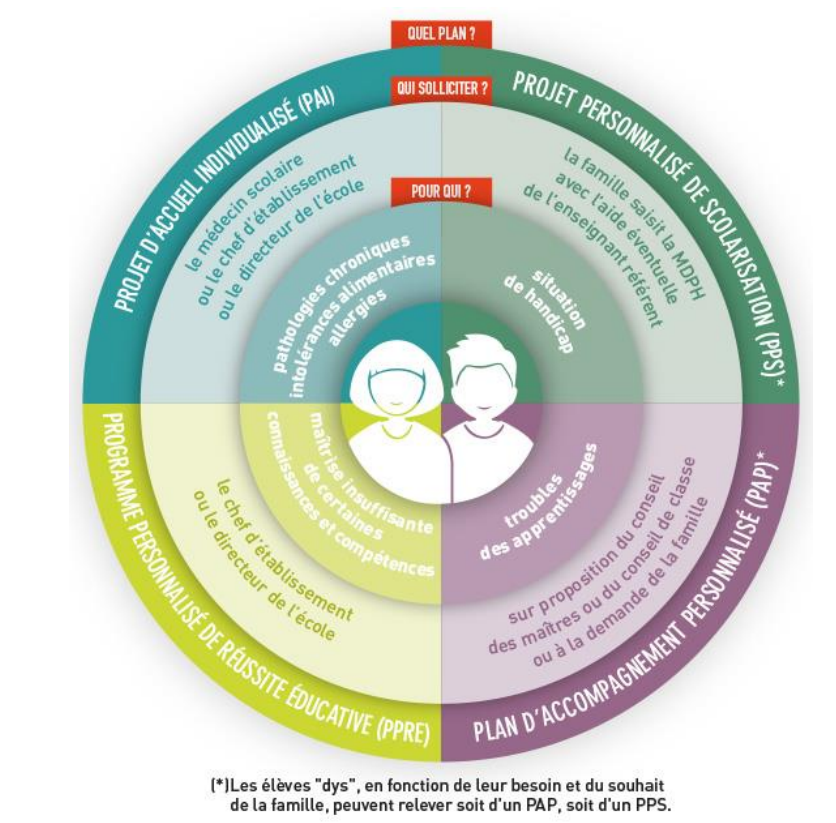 QUEL PLAN ?
QUI SOLLICITER ?
POUR QUI ?
PROJET D'ACCUEIL INDIVIDUALISÉ (PAI)
le médecin scolaire
ou le chef d'établissement
ou le directeur de l'école
pathologies chroniques
intolérances alimentaires
allergies
PROJET PERSONNALISÉ DE SCOLARISATION (PPS)*
la famille saisit la MDPH
avec l'aide éventuelle
de l'enseignant référent
situation
de handicap
PROGRAMME PERSONNALISÉ DE RÉUSSITE ÉDUCATIVE (PPRE)
le chef d'établissement
ou le directeur de l'école
maîtrise insuffisante
de certaines
connaissances et compétences
PLAN D'ACCOMPAGNEMENT PERSONNALISÉ (PAP)*
sur proposition du conseil
des maîtres ou du conseil de classe
ou à la demande de la famille
troubles
des apprentissages
(*)Les élèves "dys", en fonction de leur besoin et du souhait
de la famille, peuvent relever soit d'un PAP, soit d'un PPS.